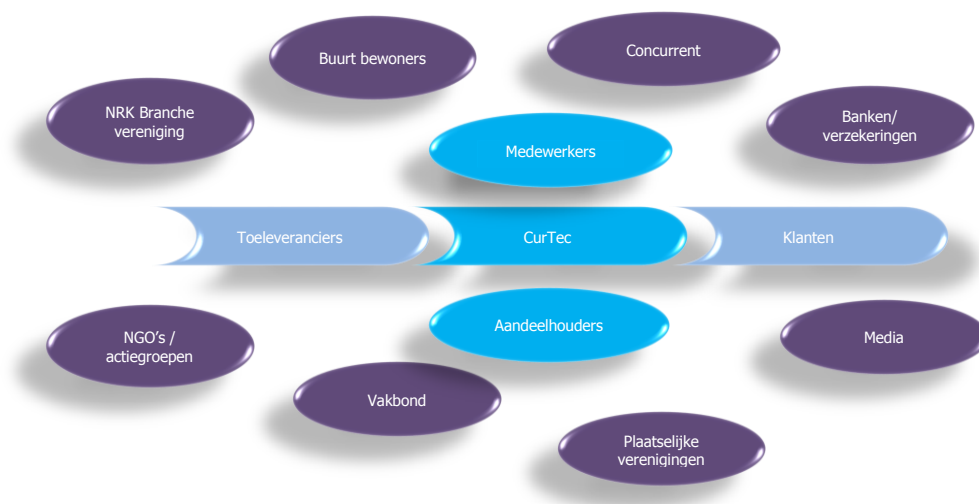 Buurt bewoners
Concurrent
NRK Branche
vereniging
Banken/
verzekeringen
Medewerkers
Toeleveranciers
CurTec
Klanten
NGO's /
actiegroepen
Aandeelhouders
Media
Vakbond
Plaatselijke
verenigingen